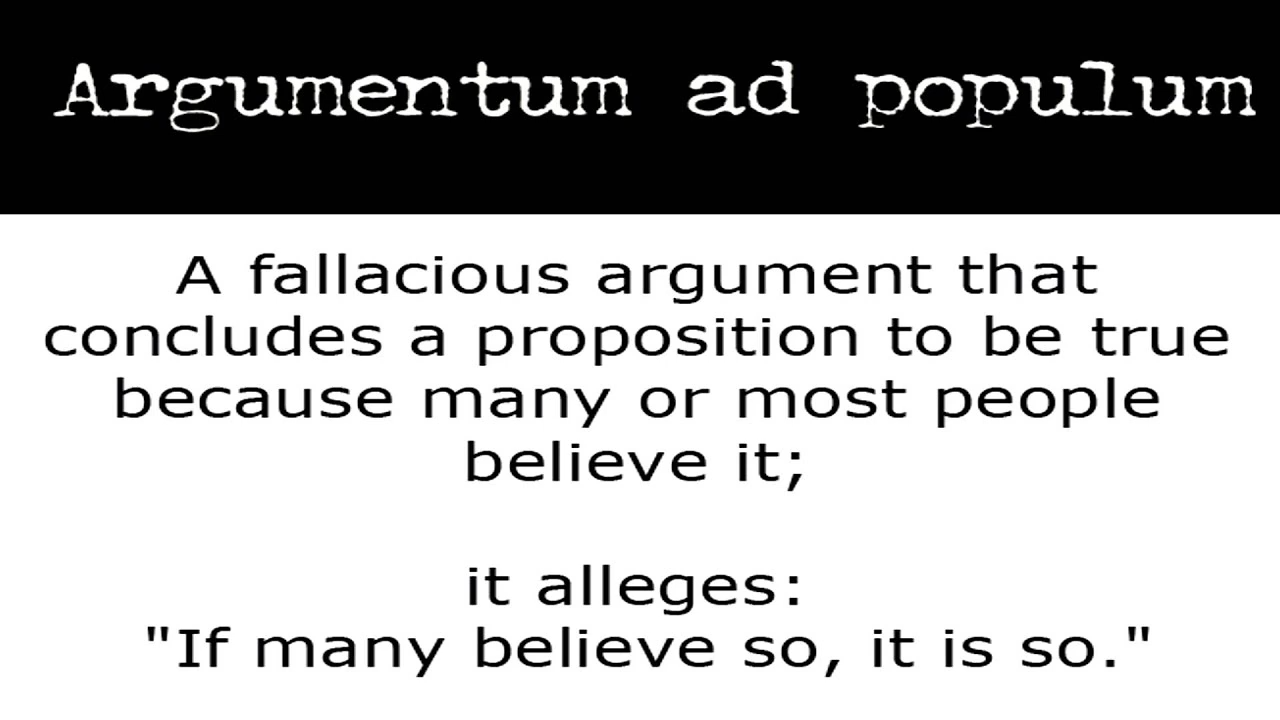 Argumentum ad populum
A fallacious argument that
concludes a proposition to be true
because many or most people
believe it;
it alleges:
"If many believe so, it is so."